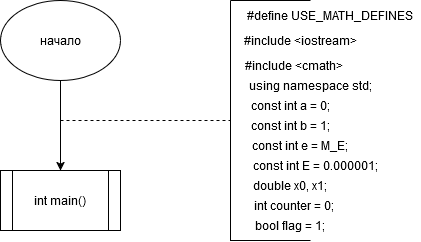 начало
int main()
#define USE_MATH_DEFINES
#include <iostream>
#include <cmath>
using namespace std;
const int a = 0;
const int b = 1;
const int e = M_E;
const int E = 0.000001;
double x0, x1;
int counter = 0;
bool flag = 1;